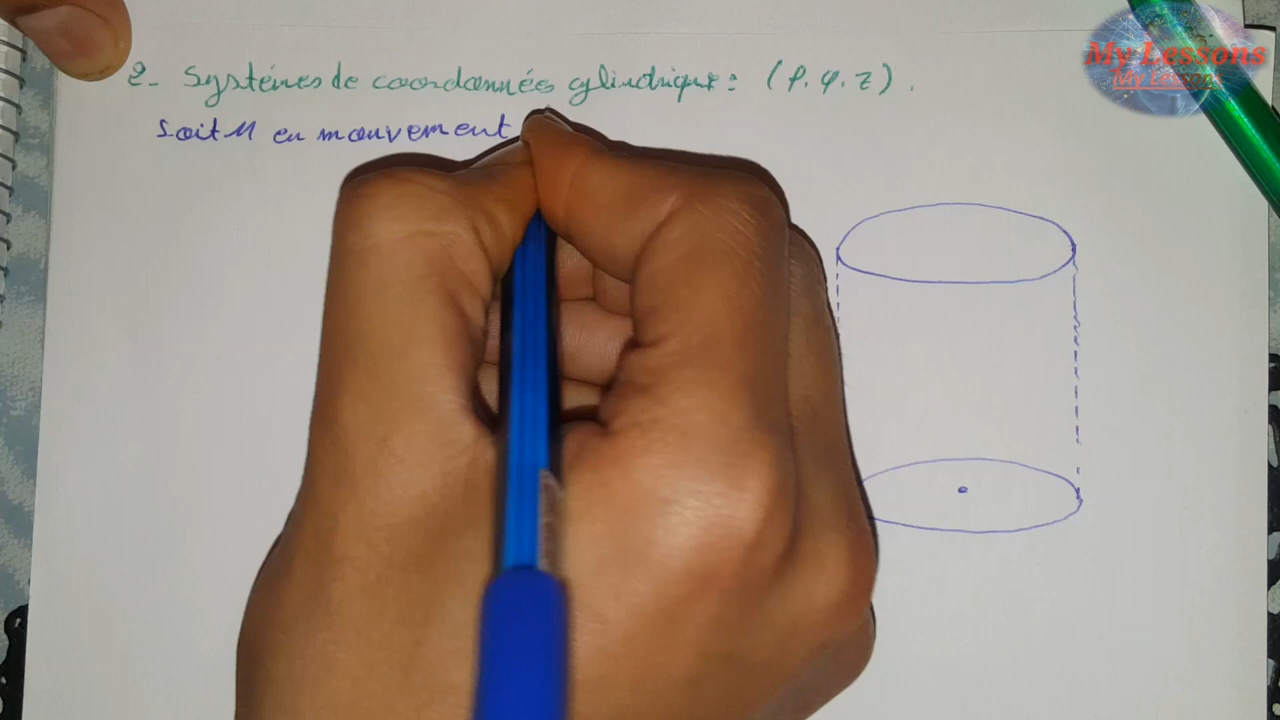 2- Systémes de coordonnées cylindrique : (ρ, φ, z).
Soit M en mouvement
My Lessons
My Lessons